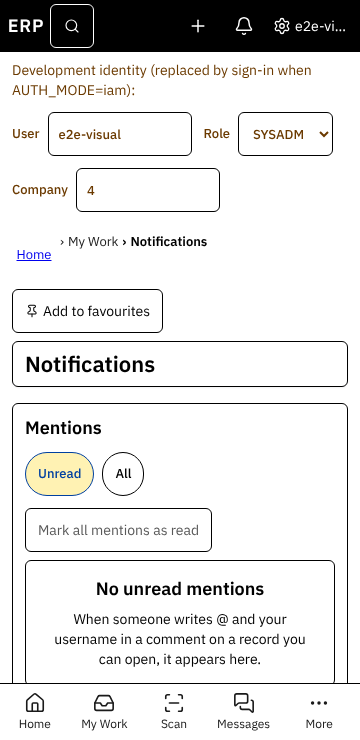 ERP
e2e-vi...
Development identity (replaced by sign-in when
AUTH_MODE=iam):
User e2e-visual Role SYSADM
Company 4
Home › My Work › Notifications
Add to favourites
Notifications
Mentions
Unread All
Mark all mentions as read
No unread mentions
When someone writes @ and your
username in a comment on a record you
can open, it appears here.
Home My Work Scan Messages More